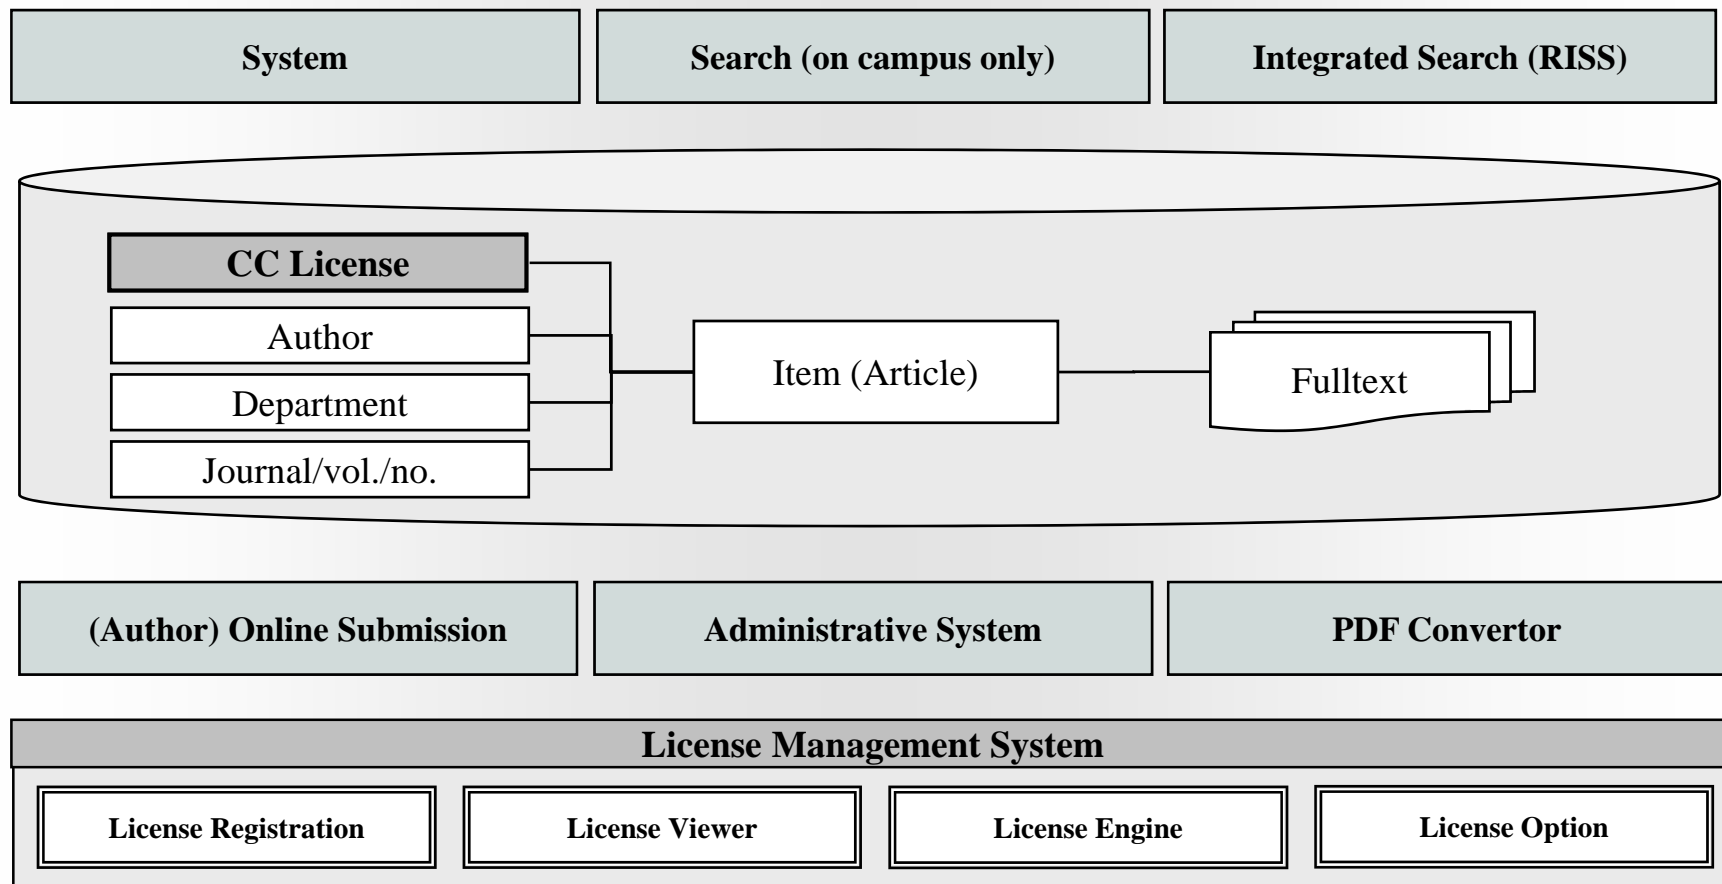 System
Search (on campus only)
Integrated Search (RISS)
CC License
Author
Department
Journal/vol./no.
Item (Article)
Fulltext
(Author) Online Submission
Administrative System
PDF Convertor
License Management System
License Registration
License Viewer
License Engine
License Option